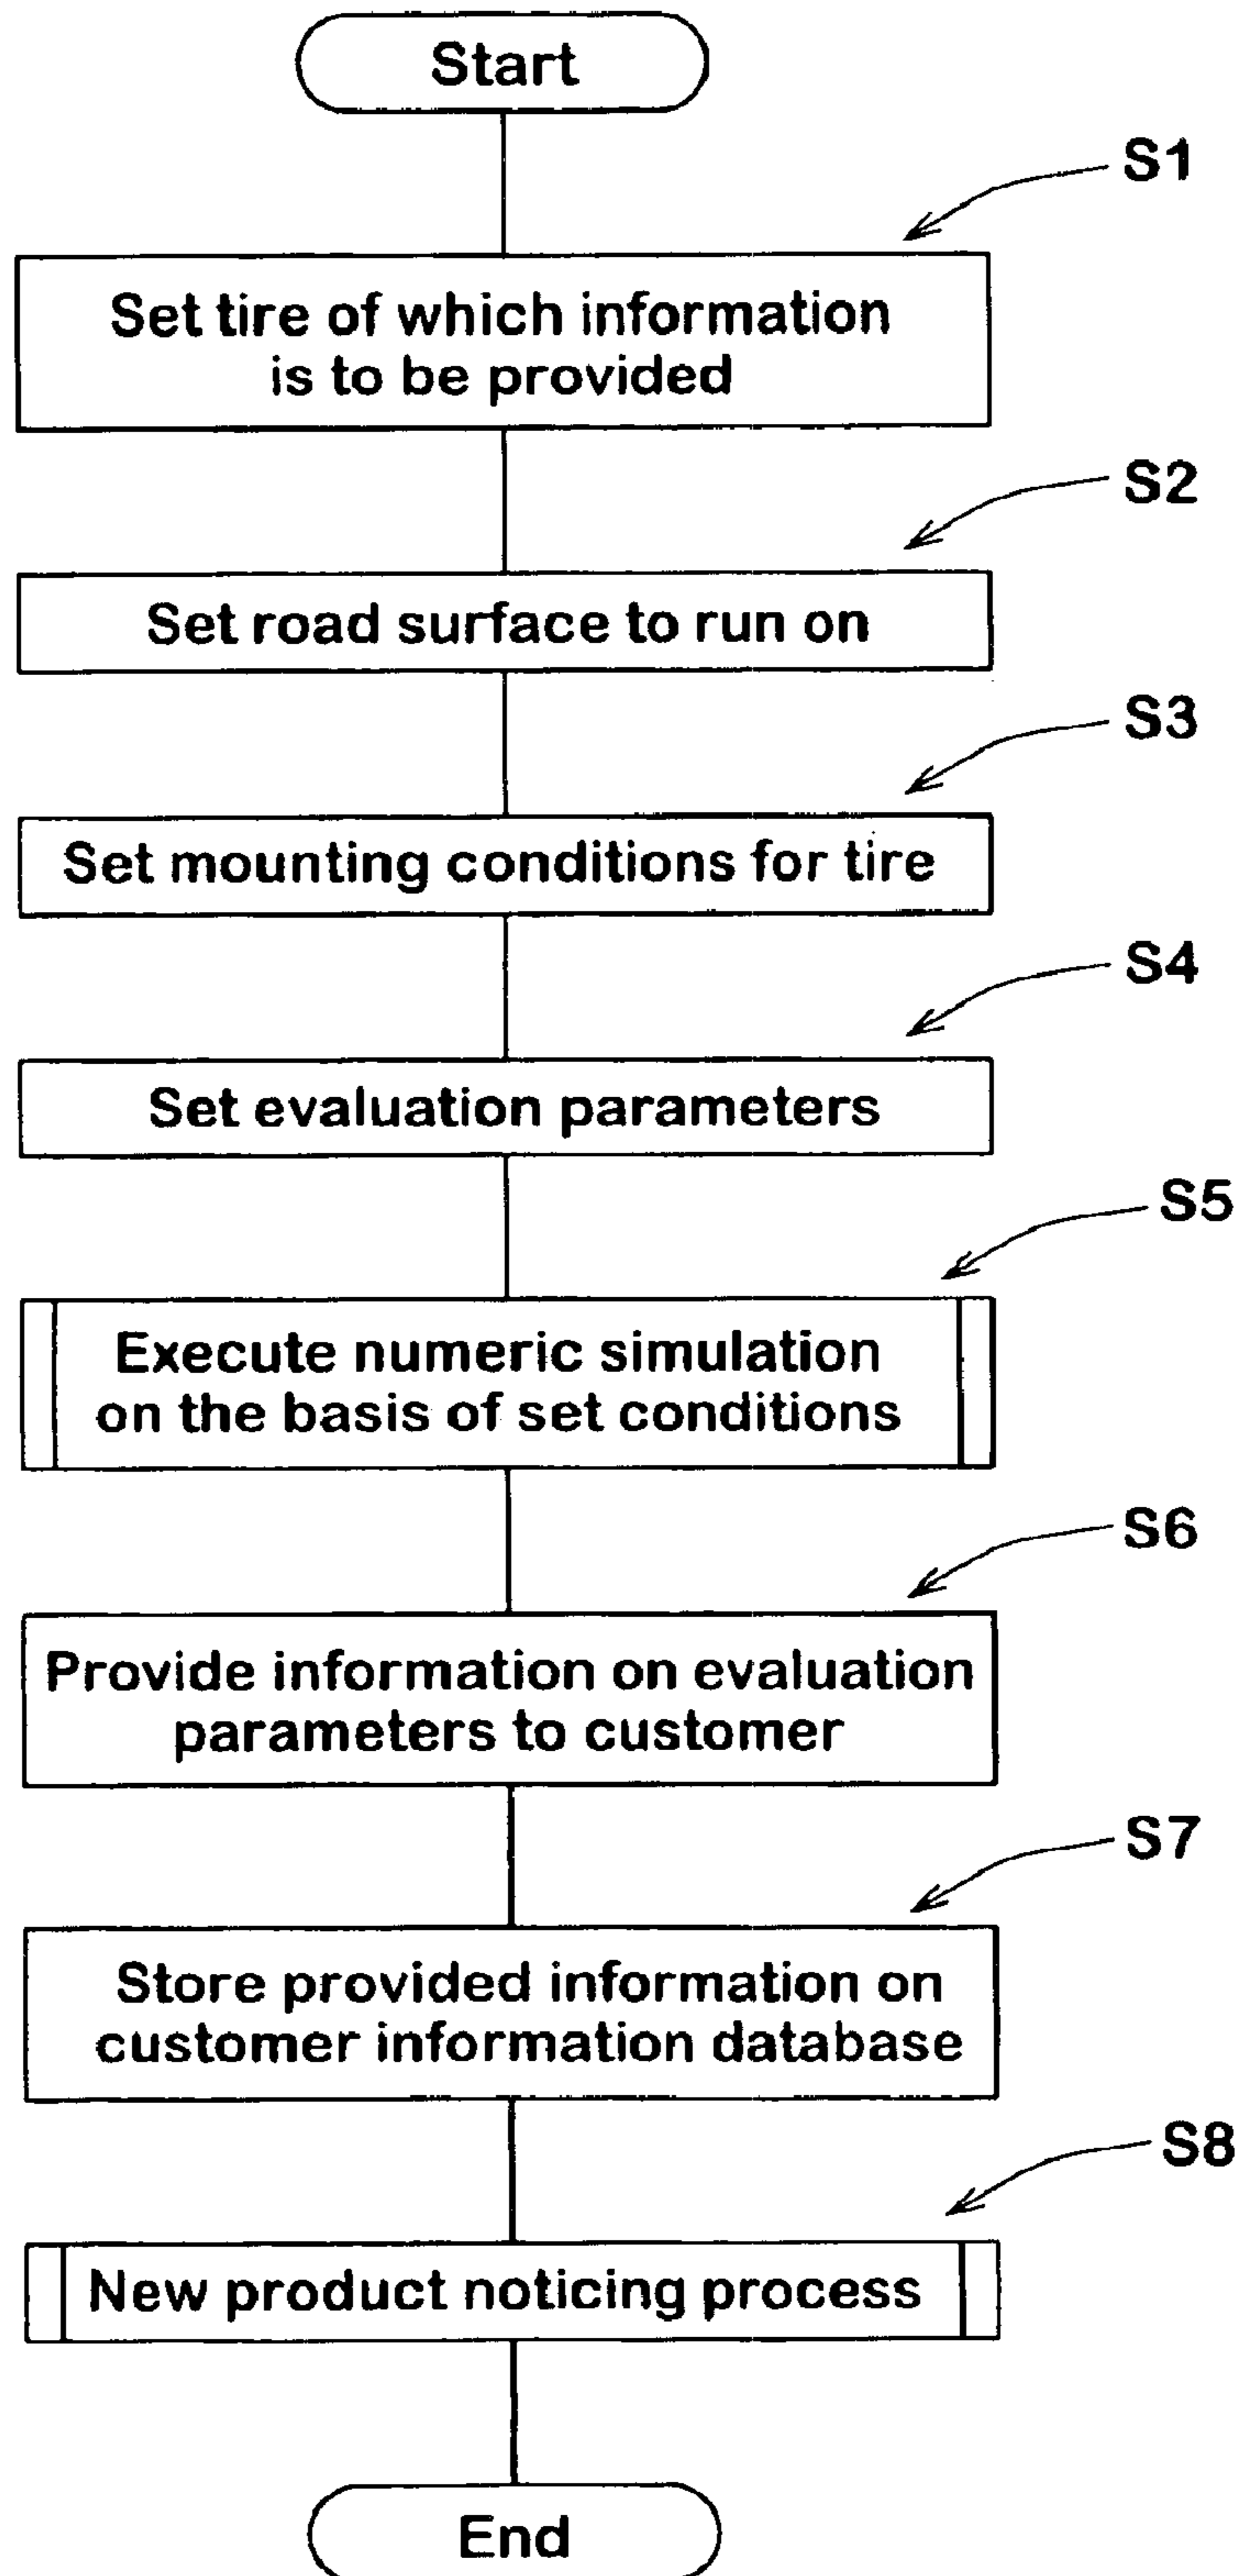 Start
S1
Set tire of which information
is to be provided
S2
Set road surface to run on
S3
Set mounting conditions for tire
S4
Set evaluation parameters
S5
Execute numeric simulation
on the basis of set conditions
S6
Provide information on evaluation
parameters to customer
S7
Store provided information on
customer information database
S8
New product noticing process
End